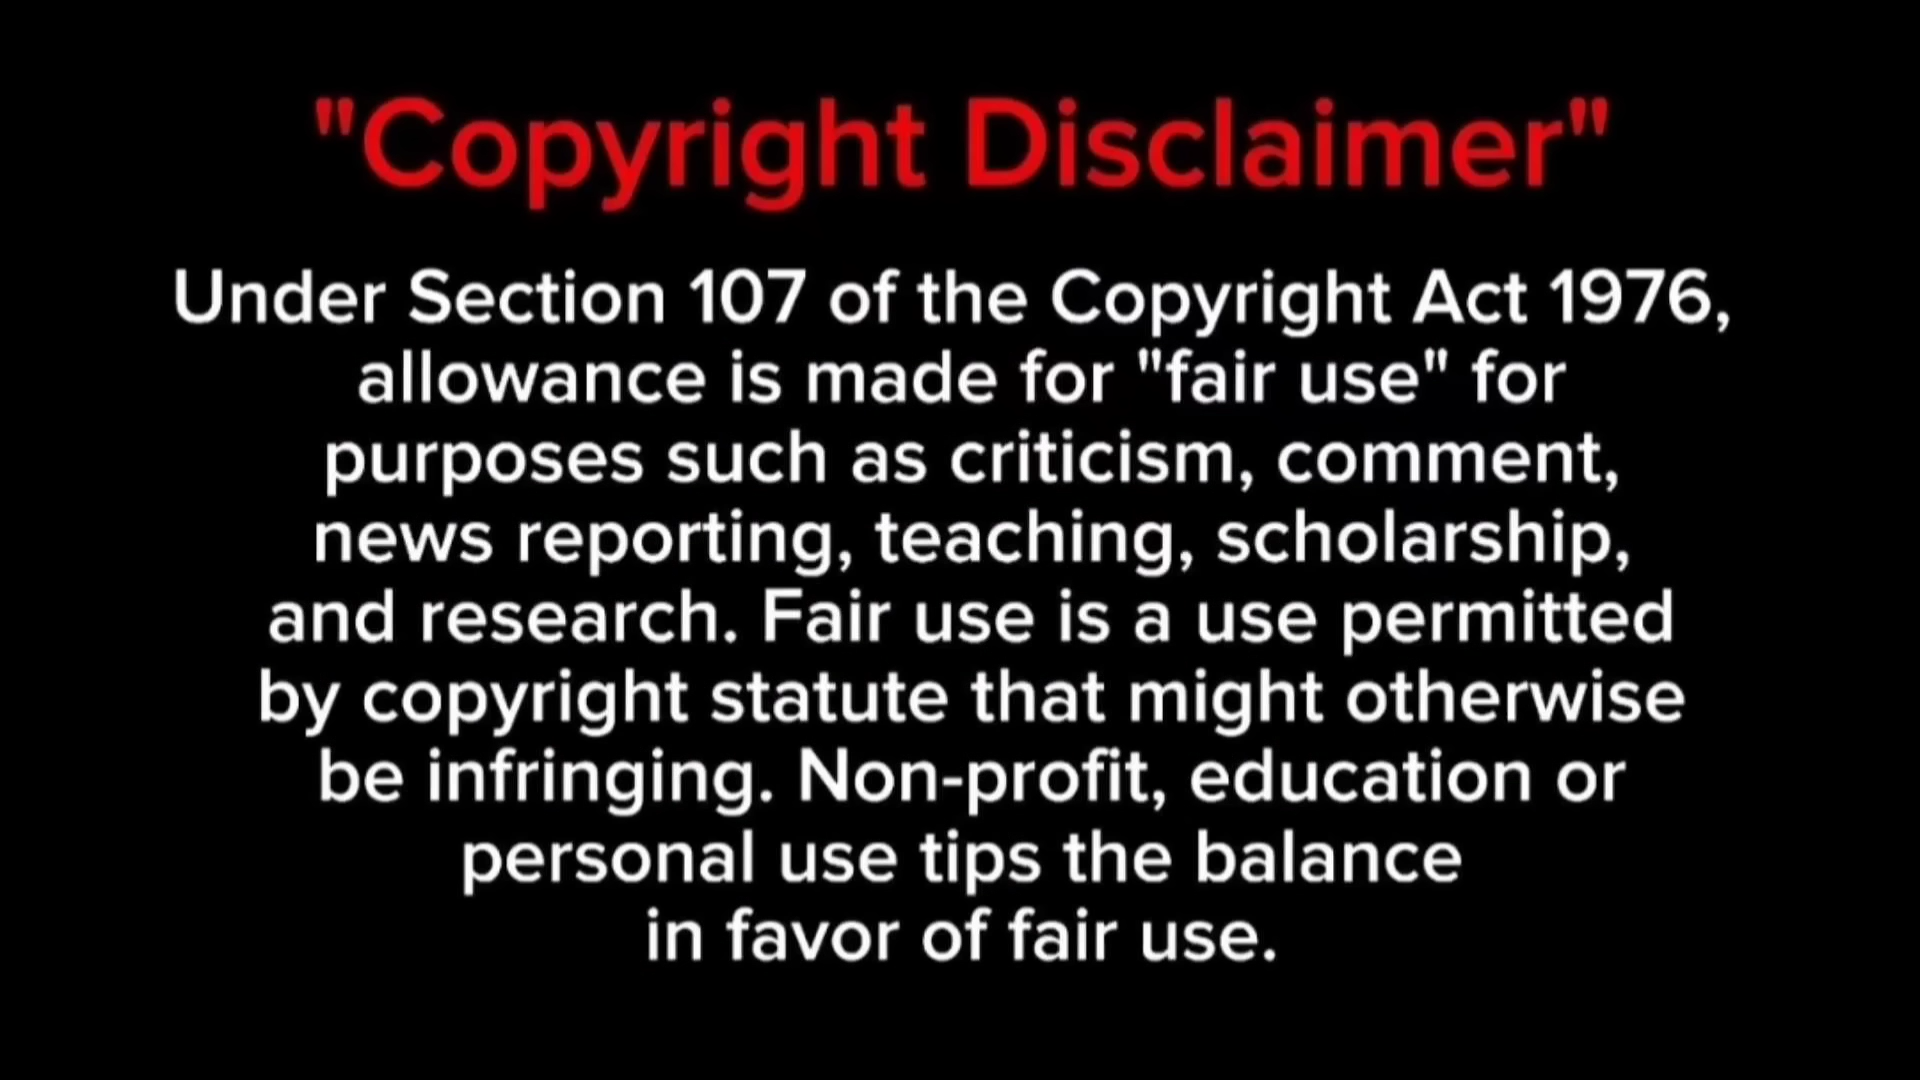 "Copyright Disclaimer"
Under Section 107 of the Copyright Act 1976,
allowance is made for "fair use" for
purposes such as criticism, comment,
news reporting, teaching, scholarship,
and research. Fair use is a use permitted
by copyright statute that might otherwise
be infringing. Non-profit, education or
personal use tips the balance
in favor of fair use.